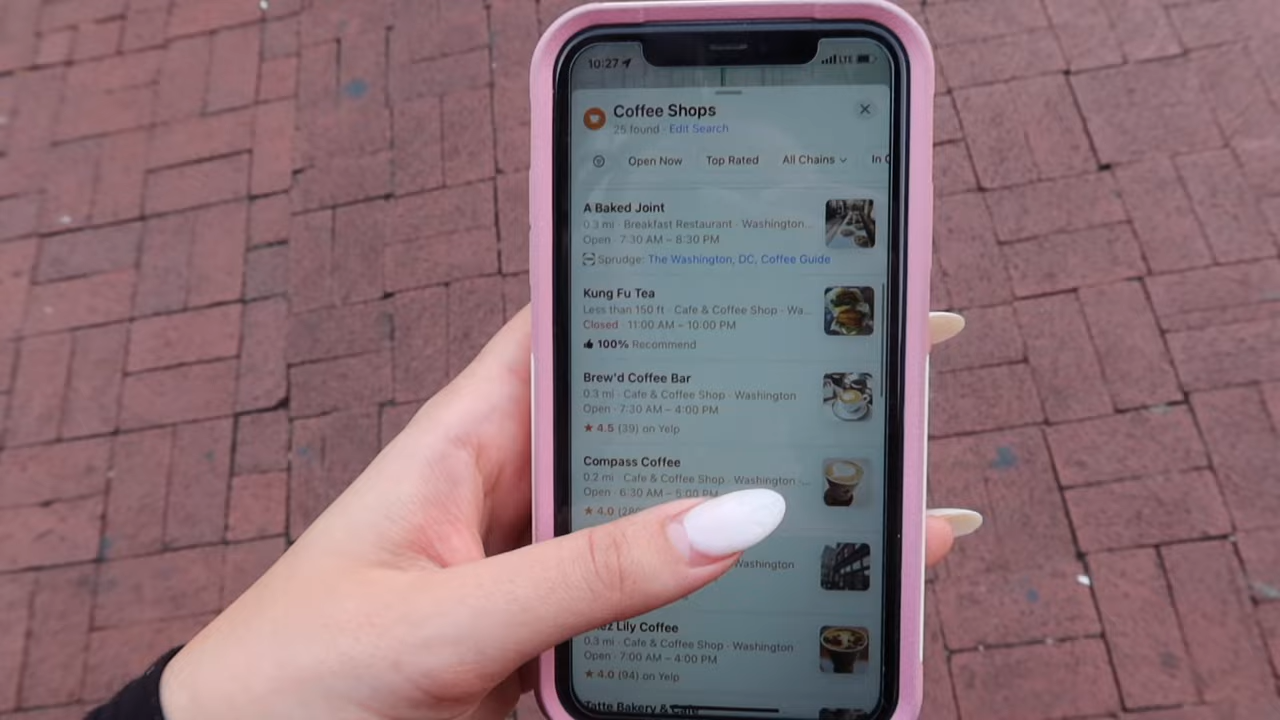 10:27
LTE
Coffee Shops
25 found · Edit Search
Open Now Top Rated All Chains In
A Baked Joint
0.3 mi · Breakfast Restaurant · Washington...
Open · 7:30 AM – 8:30 PM
Sprudge: The Washington, DC, Coffee Guide
Kung Fu Tea
Less than 150 ft · Cafe & Coffee Shop · Wa...
Closed · 11:00 AM – 10:00 PM
100% Recommend
Brew'd Coffee Bar
0.3 mi · Cafe & Coffee Shop · Washington
Open · 7:30 AM – 4:00 PM
★ 4.5 (39) on Yelp
Compass Coffee
0.2 mi · Cafe & Coffee Shop · Washington ...
Open · 6:30 AM – 5:00 PM
★ 4.0
Washington
Lily Coffee
0.3 mi · Cafe & Coffee Shop · Washington
Open · 7:00 AM – 4:00 PM
★ 4.0 (94) on Yelp
Tatte Bakery & Cafe